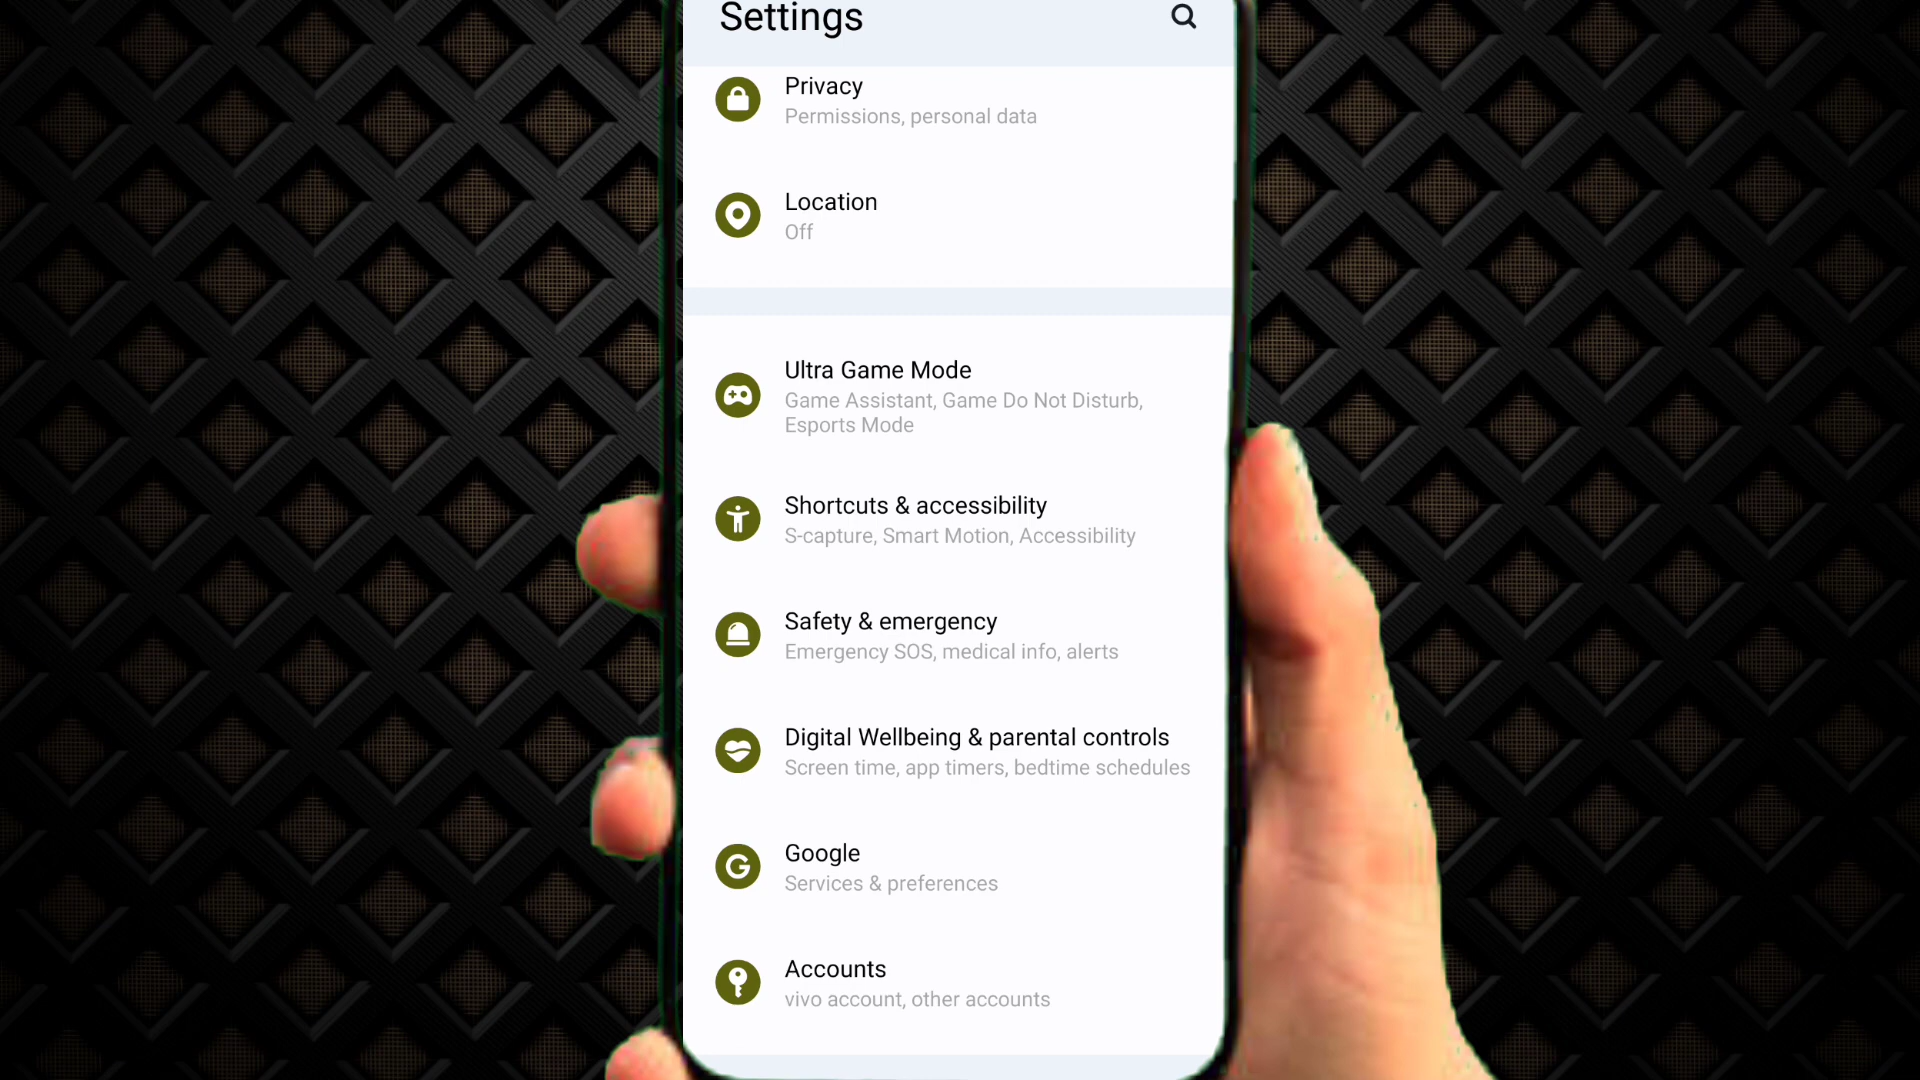 Settings
Privacy
Permissions, personal data
Location
Off
Ultra Game Mode
Game Assistant, Game Do Not Disturb,
Esports Mode
Shortcuts & accessibility
S-capture, Smart Motion, Accessibility
Safety & emergency
Emergency SOS, medical info, alerts
Digital Wellbeing & parental controls
Screen time, app timers, bedtime schedules
Google
Services & preferences
Accounts
vivo account, other accounts